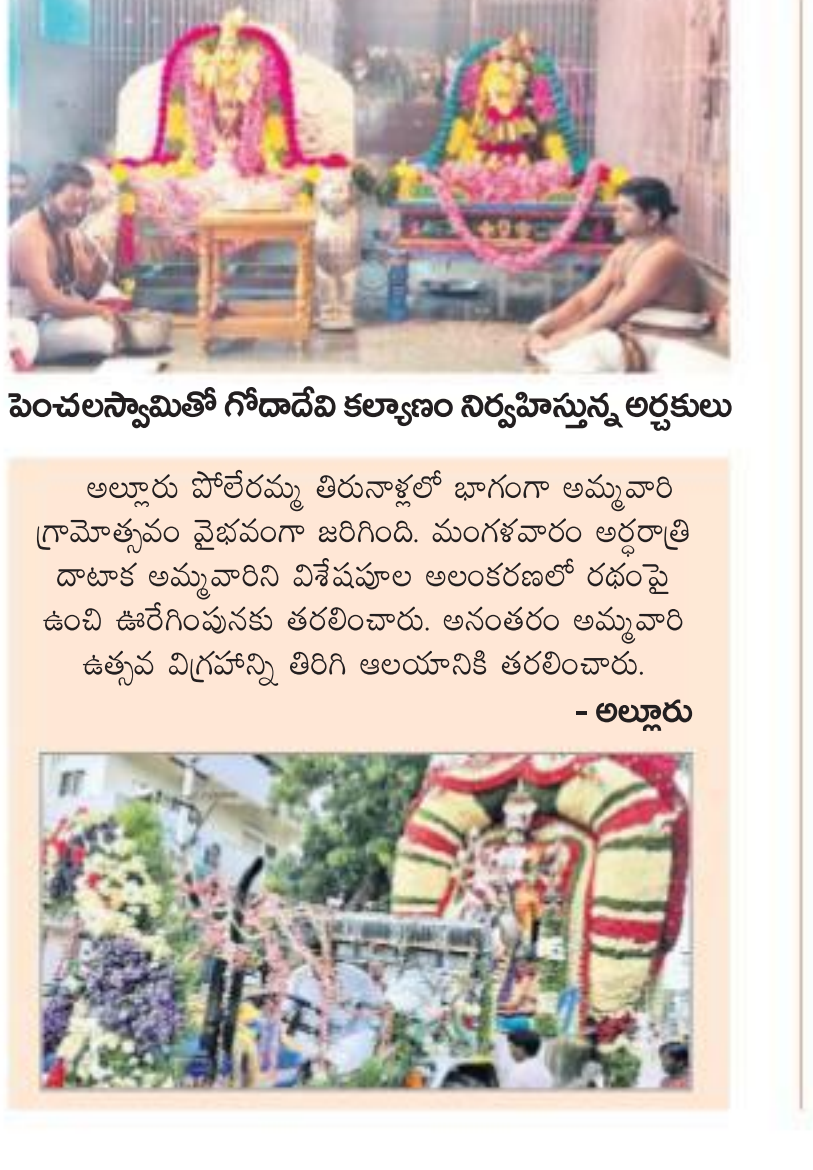 పెంచలస్వామితో గోదాదేవి కల్యాణం నిర్వహిస్తున్న అర్చకులు
అల్లూరు పోలేరమ్మ తిరునాళ్లలో భాగంగా అమ్మవారి
గ్రామోత్సవం వైభవంగా జరిగింది. మంగళవారం అర్ధరాత్రి
దాటాక అమ్మవారిని విశేషపూల అలంకరణలో రథంపై
ఉంచి ఊరేగింపునకు తరలించారు. అనంతరం అమ్మవారి
ఉత్సవ విగ్రహాన్ని తిరిగి ఆలయానికి తరలించారు.
- అల్లూరు